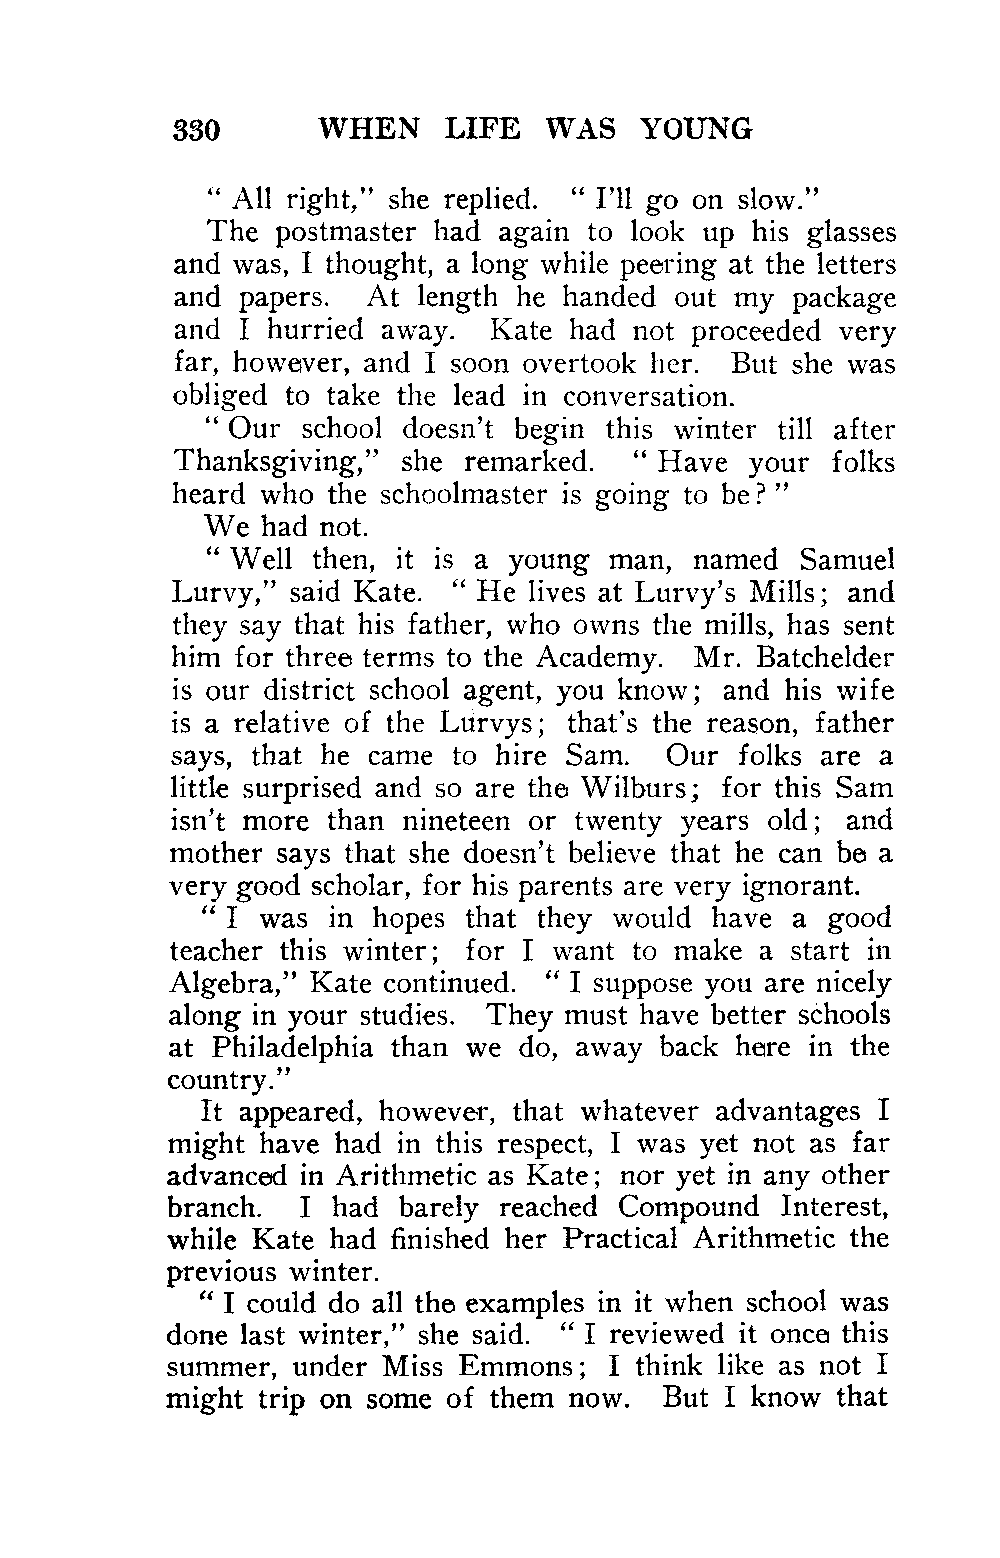 330 WHEN LIFE WAS YOUNG
" All right," she replied. " I'll go on slow."
The postmaster had again to look up his glasses
and was, I thought, a long while peering at the letters
and papers. At length he handed out my package
and I hurried away. Kate had not proceeded very
far, however, and I soon overtook her. But she was
obliged to take the lead in conversation.
" Our school doesn't begin this winter till after
Thanksgiving," she remarked. " Have your folks
heard who the schoolmaster is going to be? "
We had not.
" Well then, it is a young man, named Samuel
Lurvy," said Kate. " He lives at Lurvy's Mills; and
they say that his father, who owns the mills, has sent
him for three terms to the Academy. Mr. Batchelder
is our district school agent, you know; and his wife
is a relative of the Lurvys; that's the reason, father
says, that he came to hire Sam. Our folks are a
little surprised and so are the Wilburs; for this Sam
isn't more than nineteen or twenty years old; and
mother says that she doesn't believe that he can be a
very good scholar, for his parents are very ignorant.
" I was in hopes that they would have a good
teacher this winter; for I want to make a start in
Algebra," Kate continued. " I suppose you are nicely
along in your studies. They must have better schools
at Philadelphia than we do, away back here in the
country."
It appeared, however, that whatever advantages I
might have had in this respect, I was yet not as far
advanced in Arithmetic as Kate; nor yet in any other
branch. I had barely reached Compound Interest,
while Kate had finished her Practical Arithmetic the
previous winter.
" I could do all the examples in it when school was
done last winter," she said. " I reviewed it once this
summer, under Miss Emmons; I think like as not I
might trip on some of them now. But I know that